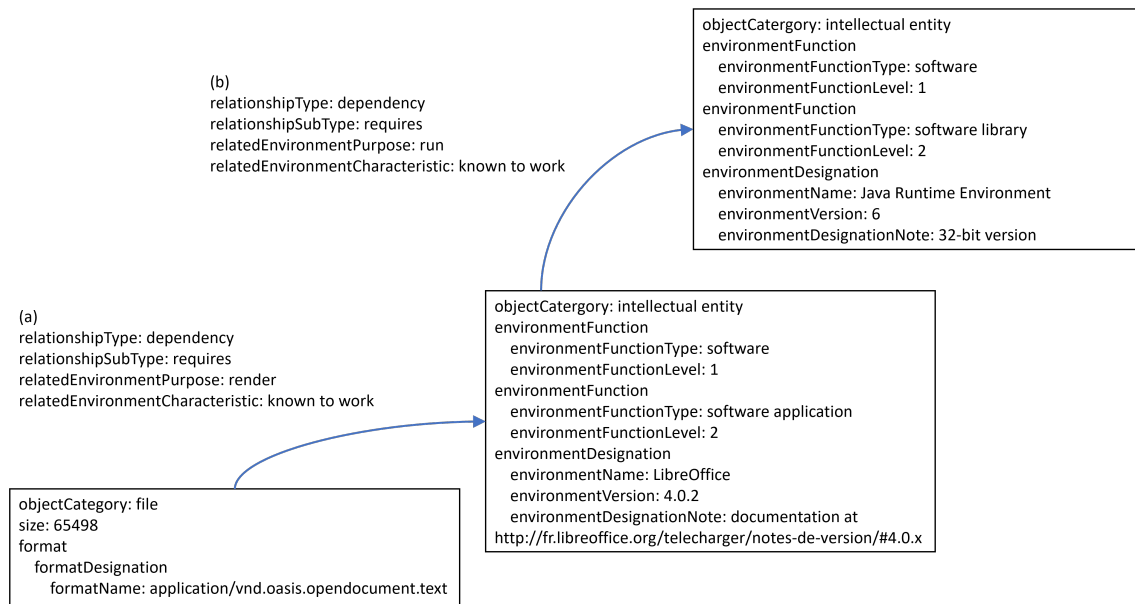 objectCatergory: intellectual entity
environmentFunction
environmentFunctionType: software
environmentFunctionLevel: 1
environmentFunction
environmentFunctionType: software library
environmentFunctionLevel: 2
environmentDesignation
environmentName: Java Runtime Environment
environmentVersion: 6
environmentDesignationNote: 32-bit version
(b)
relationshipType: dependency
relationshipSubType: requires
relatedEnvironmentPurpose: run
relatedEnvironmentCharacteristic: known to work
objectCatergory: intellectual entity
environmentFunction
environmentFunctionType: software
environmentFunctionLevel: 1
environmentFunction
environmentFunctionType: software application
environmentFunctionLevel: 2
environmentDesignation
environmentName: LibreOffice
environmentVersion: 4.0.2
environmentDesignationNote: documentation at
http://fr.libreoffice.org/telecharger/notes-de-version/#4.0.x
(a)
relationshipType: dependency
relationshipSubType: requires
relatedEnvironmentPurpose: render
relatedEnvironmentCharacteristic: known to work
objectCategory: file
size: 65498
format
formatDesignation
formatName: application/vnd.oasis.opendocument.text